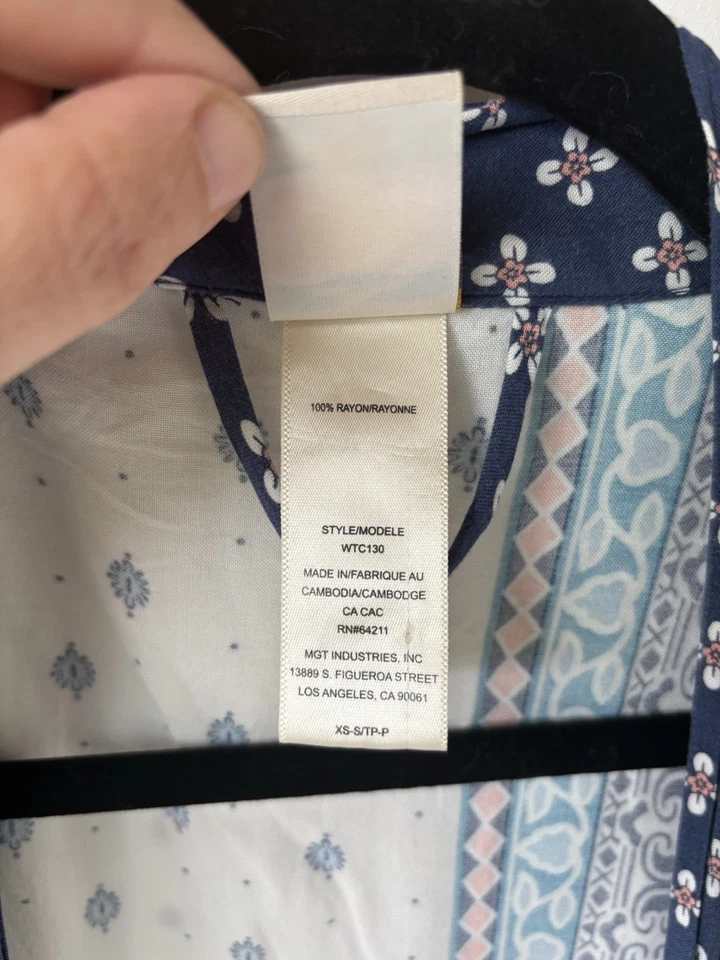 100% RAYON/RAYONNE
STYLE/MODELE
WTC130
MADE IN/FABRIQUE AU
CAMBODIA/CAMBODGE
CA CAC
RN#64211
MGT INDUSTRIES, INC
13889 S. FIGUEROA STREET
LOS ANGELES, CA 90061
XS-S/TP-P